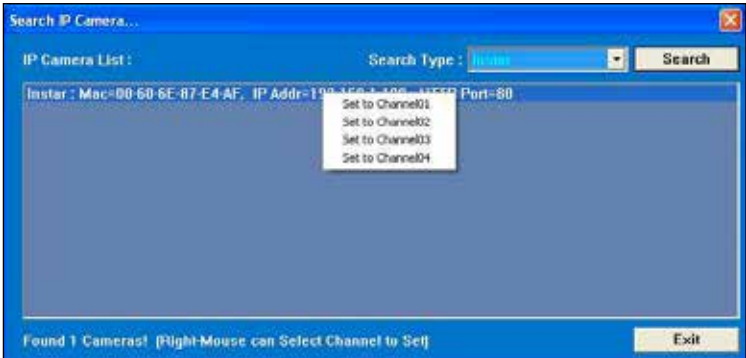 Search IP Camera...
IP Camera List :
Search Type : Instar
Search
Instar : Mac=00-60-6E-87-E4-AF, IP Addr= Port=80
Set to Channel01
Set to Channel02
Set to Channel03
Set to Channel04
Found 1 Cameras! (Right-Mouse can Select Channel to Set)
Exit